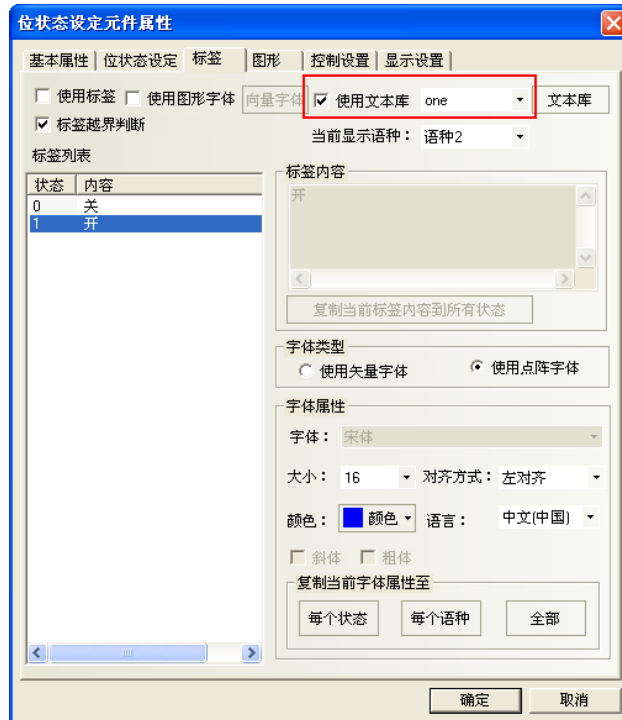 位状态设定元件属性
基本属性 位状态设定 标签 图形 控制设置 显示设置
使用标签 使用图形字体 向量字体 使用文本库 one 文本库
标签越界判断 当前显示语种： 语种2
标签列表
状态 内容
0 关
1 开
标签内容
开
复制当前标签内容到所有状态
字体类型
使用矢量字体 使用点阵字体
字体属性
字体： 宋体
大小： 16 对齐方式： 左对齐
颜色： 颜色 语言： 中文(中国)
斜体 粗体
复制当前字体属性至
每个状态 每个语种 全部
确定 取消